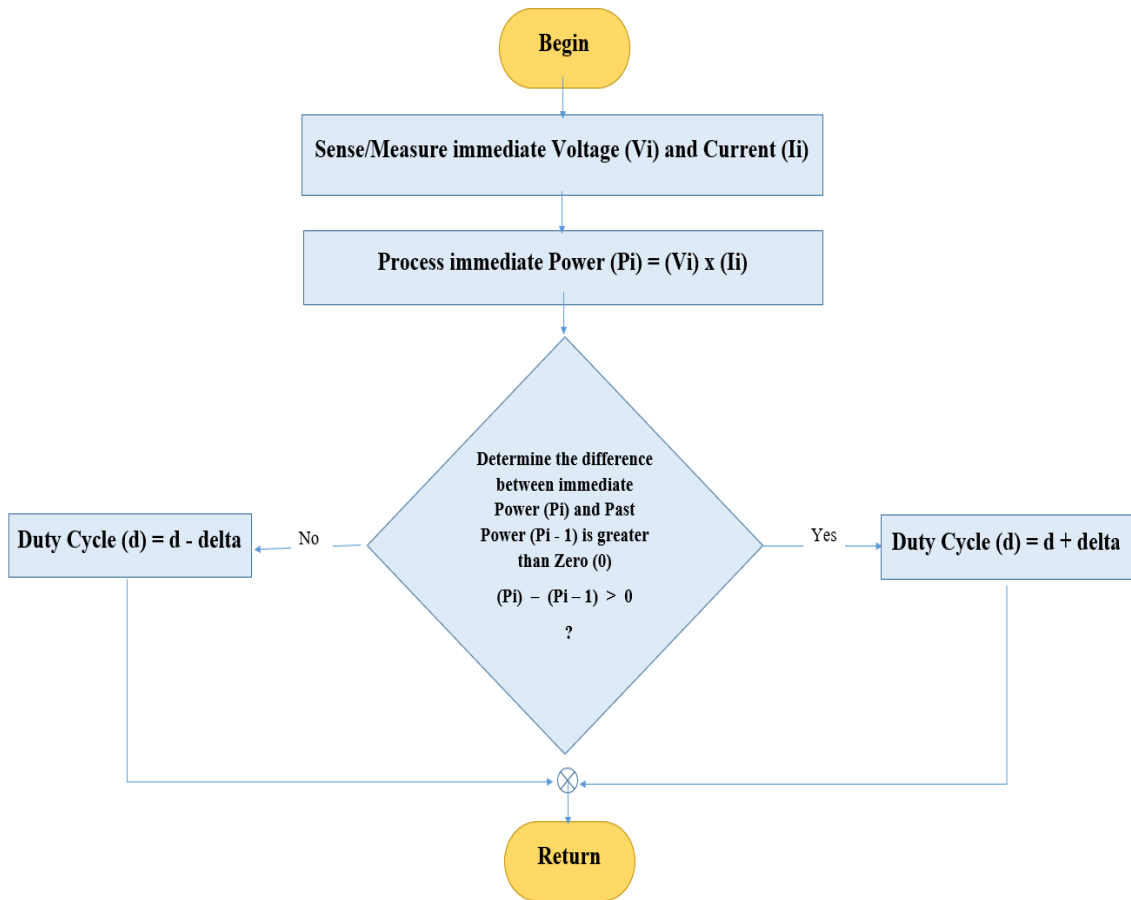 Begin
Sense/Measure immediate Voltage (Vi) and Current (Ii)
Process immediate Power (Pi) = (Vi) x (Ii)
Determine the difference
between immediate
Power (Pi) and Past
Power (Pi - 1) is greater
than Zero (0)
(Pi) – (Pi – 1) > 0
?
No
Duty Cycle (d) = d - delta
Yes
Duty Cycle (d) = d + delta
Return